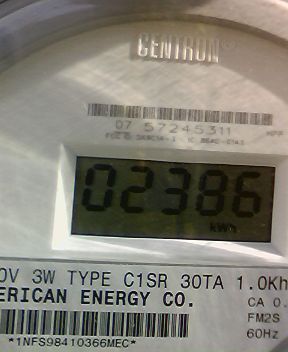 CENTRON
07 57245311
02386
kWh
0V 3W TYPE C1SR 30TA 1.0Kh
ERICAN ENERGY CO.
CA 0.
FM2S
*1NFS98410366MEC*
60Hz